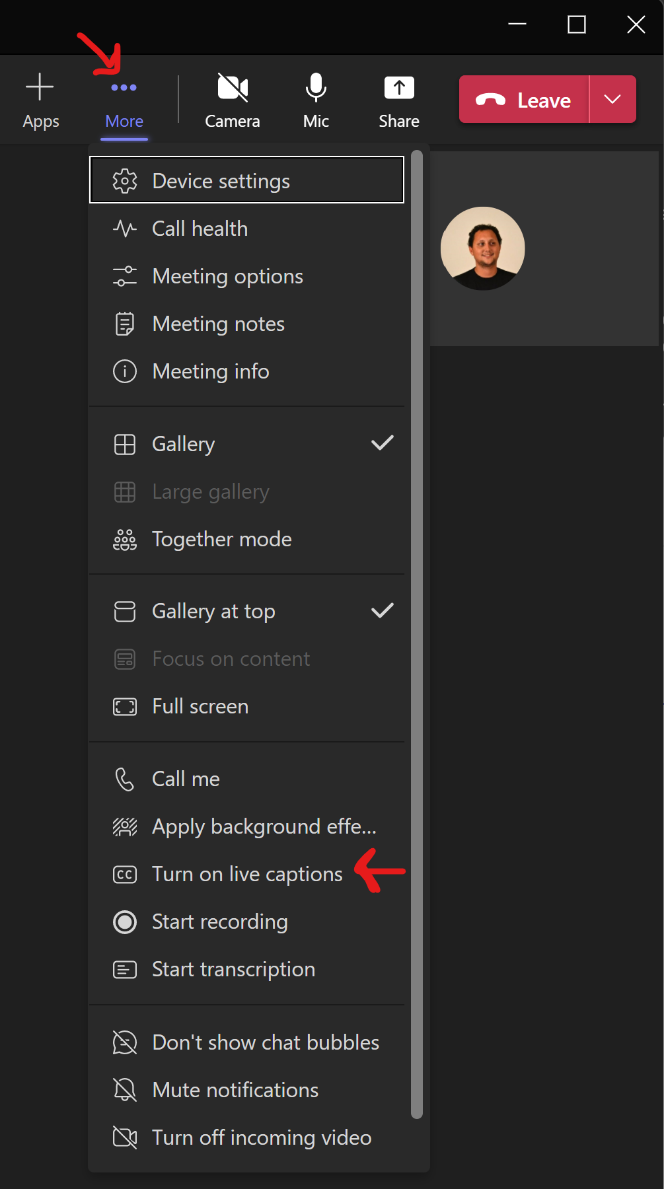 Apps
More
Camera
Mic
Share
Leave
Device settings
Call health
Meeting options
Meeting notes
Meeting info
Gallery
Large gallery
Together mode
Gallery at top
Focus on content
Full screen
Call me
Apply background effe...
CC Turn on live captions
Start recording
Start transcription
Don't show chat bubbles
Mute notifications
Turn off incoming video